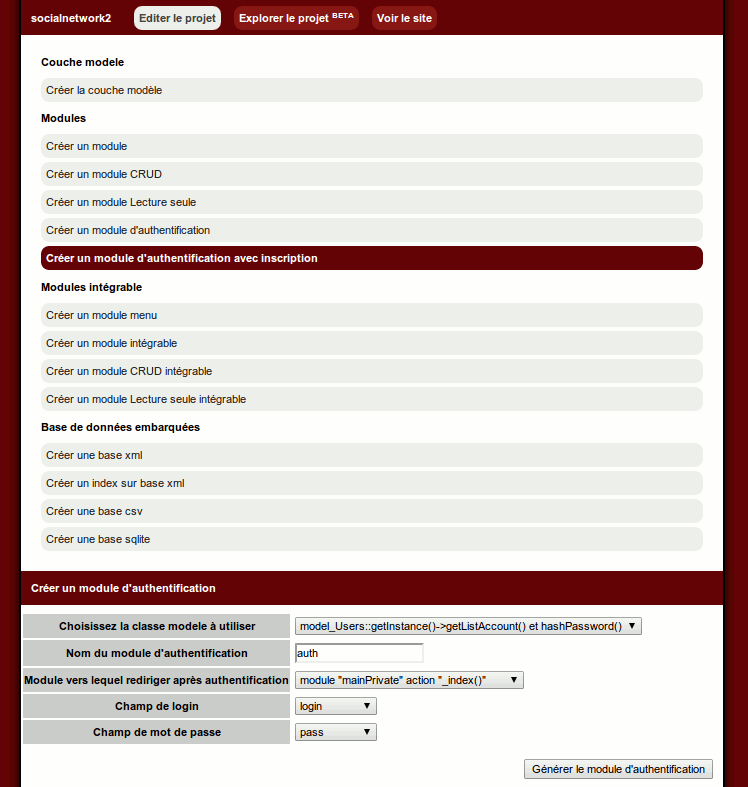 socialnetwork2 Editer le projet Explorer le projet BETA Voir le site
Couche modele
Créer la couche modèle
Modules
Créer un module
Créer un module CRUD
Créer un module Lecture seule
Créer un module d'authentification
Créer un module d'authentification avec inscription
Modules intégrable
Créer un module menu
Créer un module intégrable
Créer un module CRUD intégrable
Créer un module Lecture seule intégrable
Base de données embarquées
Créer une base xml
Créer un index sur base xml
Créer une base csv
Créer une base sqlite
Créer un module d'authentification
Choisissez la classe modele à utiliser model_Users::getInstance()->getListAccount() et hashPassword()
Nom du module d'authentification auth
Module vers lequel rediriger après authentification module "mainPrivate" action "_index()"
Champ de login login
Champ de mot de passe pass
Générer le module d'authentification